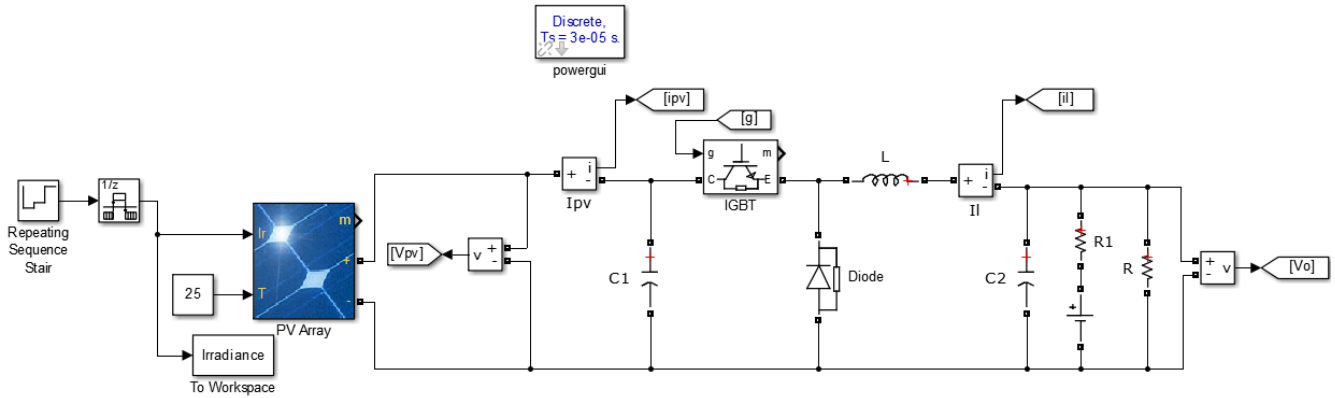 Discrete,
Ts = 3e-05 s.
powergui
[ipv]
[il]
[g]
g
m
C
E
IGBT
i
+
-
Ipv
L
i
+
-
Il
1/z
Repeating
Sequence
Stair
m
Ir
+
T
-
PV Array
25
[Vpv]
v
+
-
C1
Diode
C2
R1
+
R
+
-
v
[Vo]
Irradiance
To Workspace